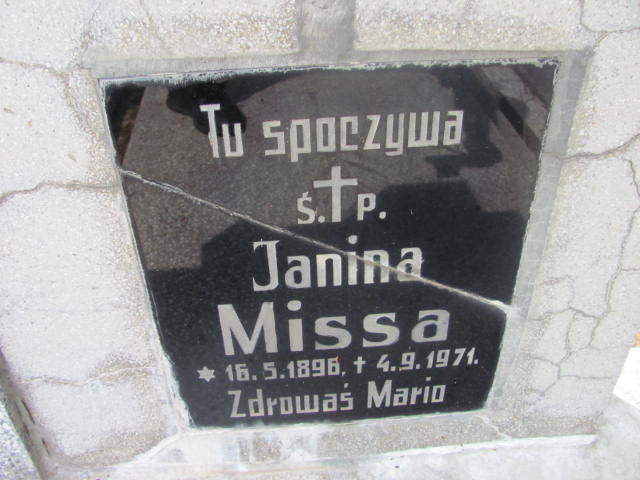 Tu spoczywa
Ś. † P.
Janina
Missa
* 16.5.1896, † 4.9.1971.
Zdrowaś Mario